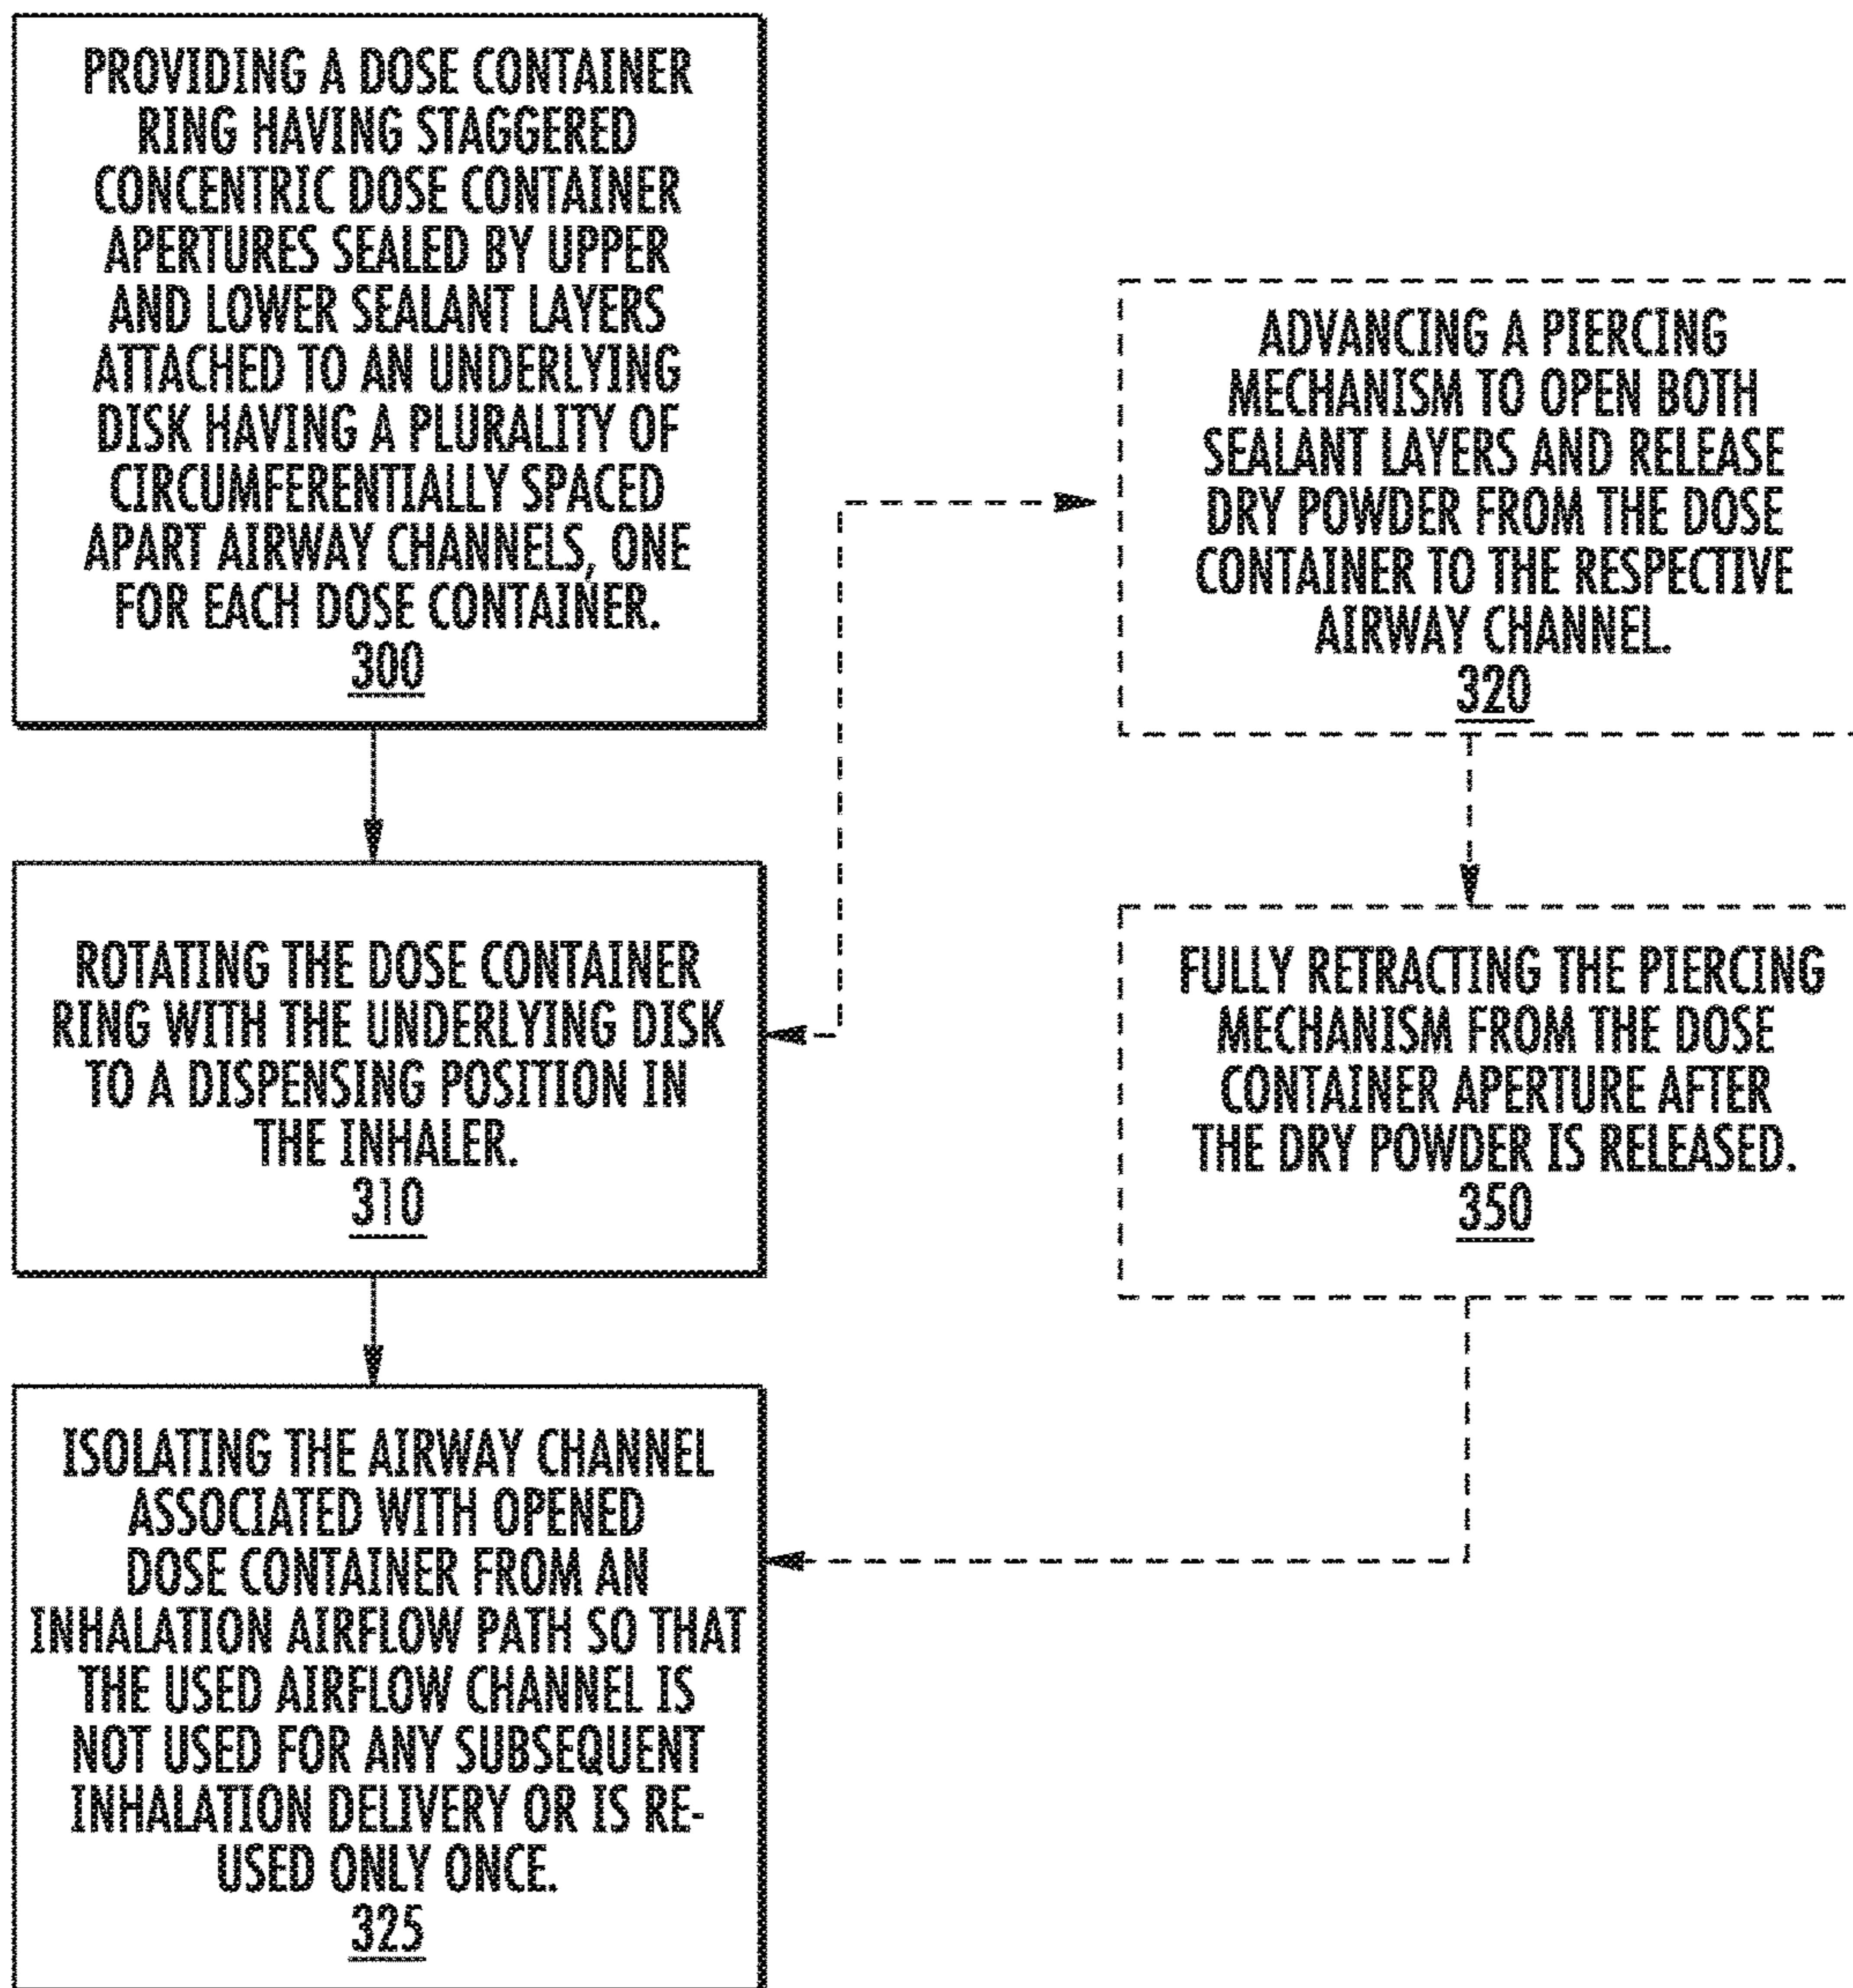 PROVIDING A DOSE CONTAINER
RING HAVING STAGGERED
CONCENTRIC DOSE CONTAINER
APERTURES SEALED BY UPPER
AND LOWER SEALANT LAYERS
ATTACHED TO AN UNDERLYING
DISK HAVING A PLURALITY OF
CIRCUMFERENTIALLY SPACED
APART AIRWAY CHANNELS, ONE
FOR EACH DOSE CONTAINER.
300
ROTATING THE DOSE CONTAINER
RING WITH THE UNDERLYING DISK
TO A DISPENSING POSITION IN
THE INHALER.
310
ISOLATING THE AIRWAY CHANNEL
ASSOCIATED WITH OPENED
DOSE CONTAINER FROM AN
INHALATION AIRFLOW PATH SO THAT
THE USED AIRFLOW CHANNEL IS
NOT USED FOR ANY SUBSEQUENT
INHALATION DELIVERY OR IS RE-
USED ONLY ONCE.
325
ADVANCING A PIERCING
MECHANISM TO OPEN BOTH
SEALANT LAYERS AND RELEASE
DRY POWDER FROM THE DOSE
CONTAINER TO THE RESPECTIVE
AIRWAY CHANNEL.
320
FULLY RETRACTING THE PIERCING
MECHANISM FROM THE DOSE
CONTAINER APERTURE AFTER
THE DRY POWDER IS RELEASED.
350